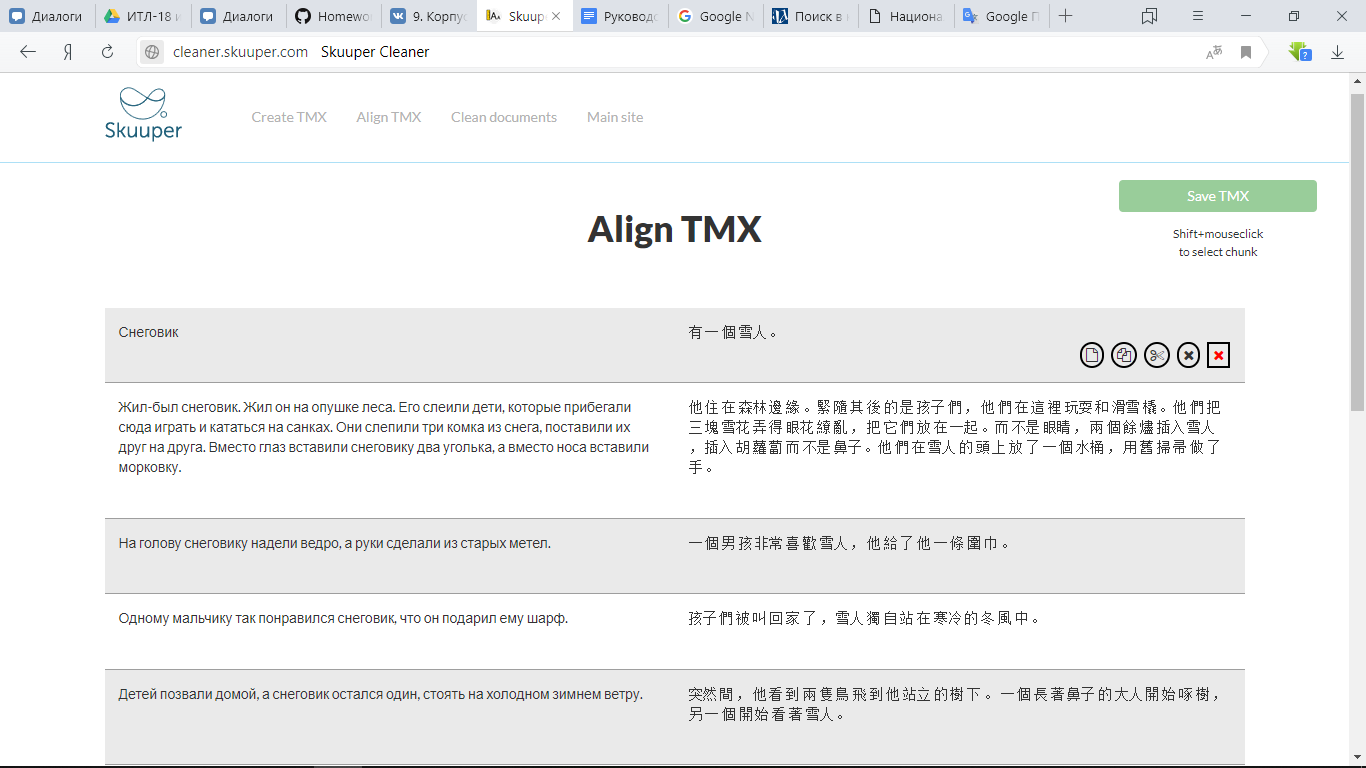 Диалоги
ИТЛ-18 и
Диалоги
Homewo
9. Корпус
Skuup
Руководс
Google N
Поиск в
Национа
Google П
cleaner.skuuper.com Skuuper Cleaner
Skuuper
Create TMX
Align TMX
Clean documents
Main site
Save TMX
Align TMX
Shift+mouseclick
to select chunk
Снеговик
有一個雪人。
Жил-был снеговик. Жил он на опушке леса. Его слеили дети, которые прибегали
сюда играть и кататься на санках. Они слепили три комка из снега, поставили их
друг на друга. Вместо глаз вставили снеговику два уголька, а вместо носа вставили
морковку.
他住在森林邊緣。緊隨其後的是孩子們，他們在這裡玩耍和滑雪橇。他們把
三塊雪花弄得眼花繚亂，把它們放在一起。而不是眼睛，兩個餘燼插入雪人
，插入胡蘿蔔而不是鼻子。他們在雪人的頭上放了一個水桶，用舊掃帚做了
手。
На голову снеговику надели ведро, а руки сделали из старых метел.
一個男孩非常喜歡雪人，他給了他一條圍巾。
Одному мальчику так понравился снеговик, что он подарил ему шарф.
孩子們被叫回家了，雪人獨自站在寒冷的冬風中。
Детей позвали домой, а снеговик остался один, стоять на холодном зимнем ветру.
突然間，他看到兩隻鳥飛到他站立的樹下。一個長著鼻子的大人開始啄樹，
另一個開始看著雪人。